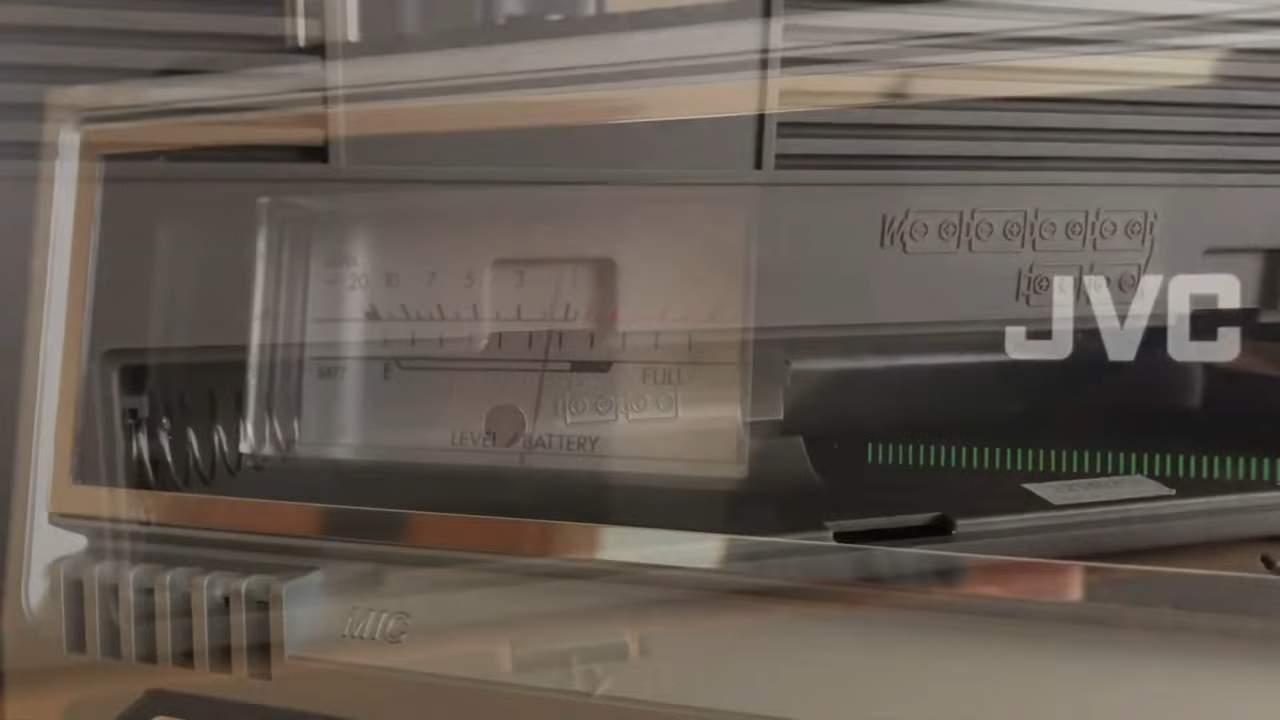 – 20 10 7 5 3 1
JVC
BATT E FULL
LEVEL / BATTERY
MIC